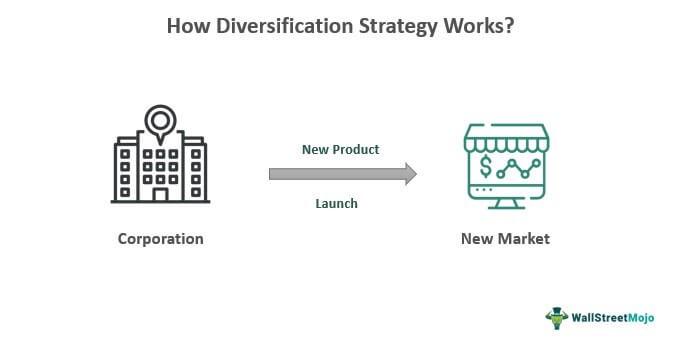 How Diversification Strategy Works?
New Product
Launch
Corporation
New Market
$
WallStreetMojo